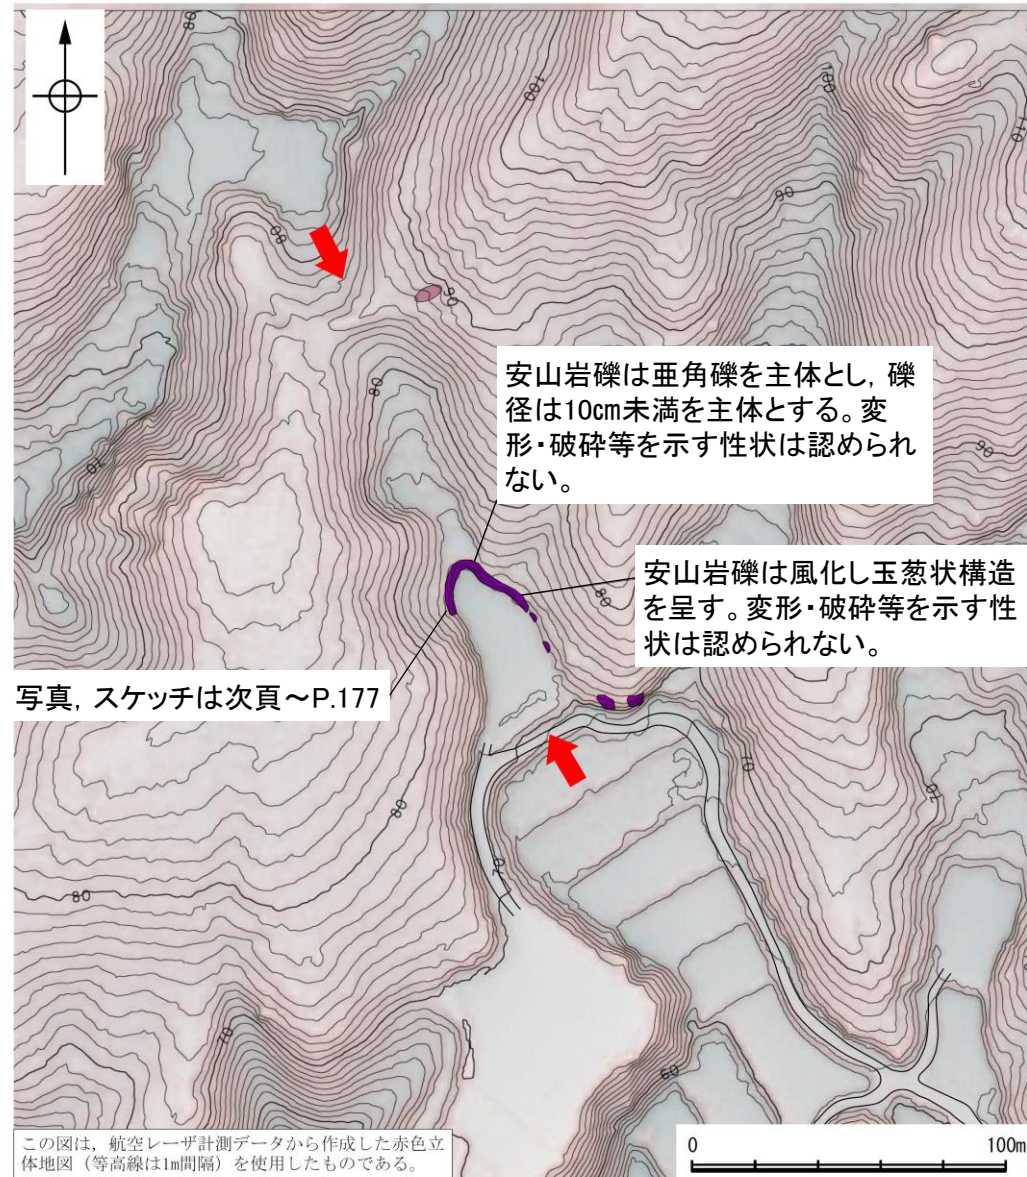 80
100
100
110
90
80
90
80
70
90
安山岩礫は亜角礫を主体とし，礫
径は10cm未満を主体とする。変
形・破砕等を示す性状は認められ
ない。
80
安山岩礫は風化し玉葱状構造
を呈す。変形・破砕等を示す性
状は認められない。
写真，スケッチは次頁～P.177
70
70
80
70
80
70
60
この図は，航空レーザ計測データから作成した赤色立
体地図（等高線は1m間隔）を使用したものである。
0 100m